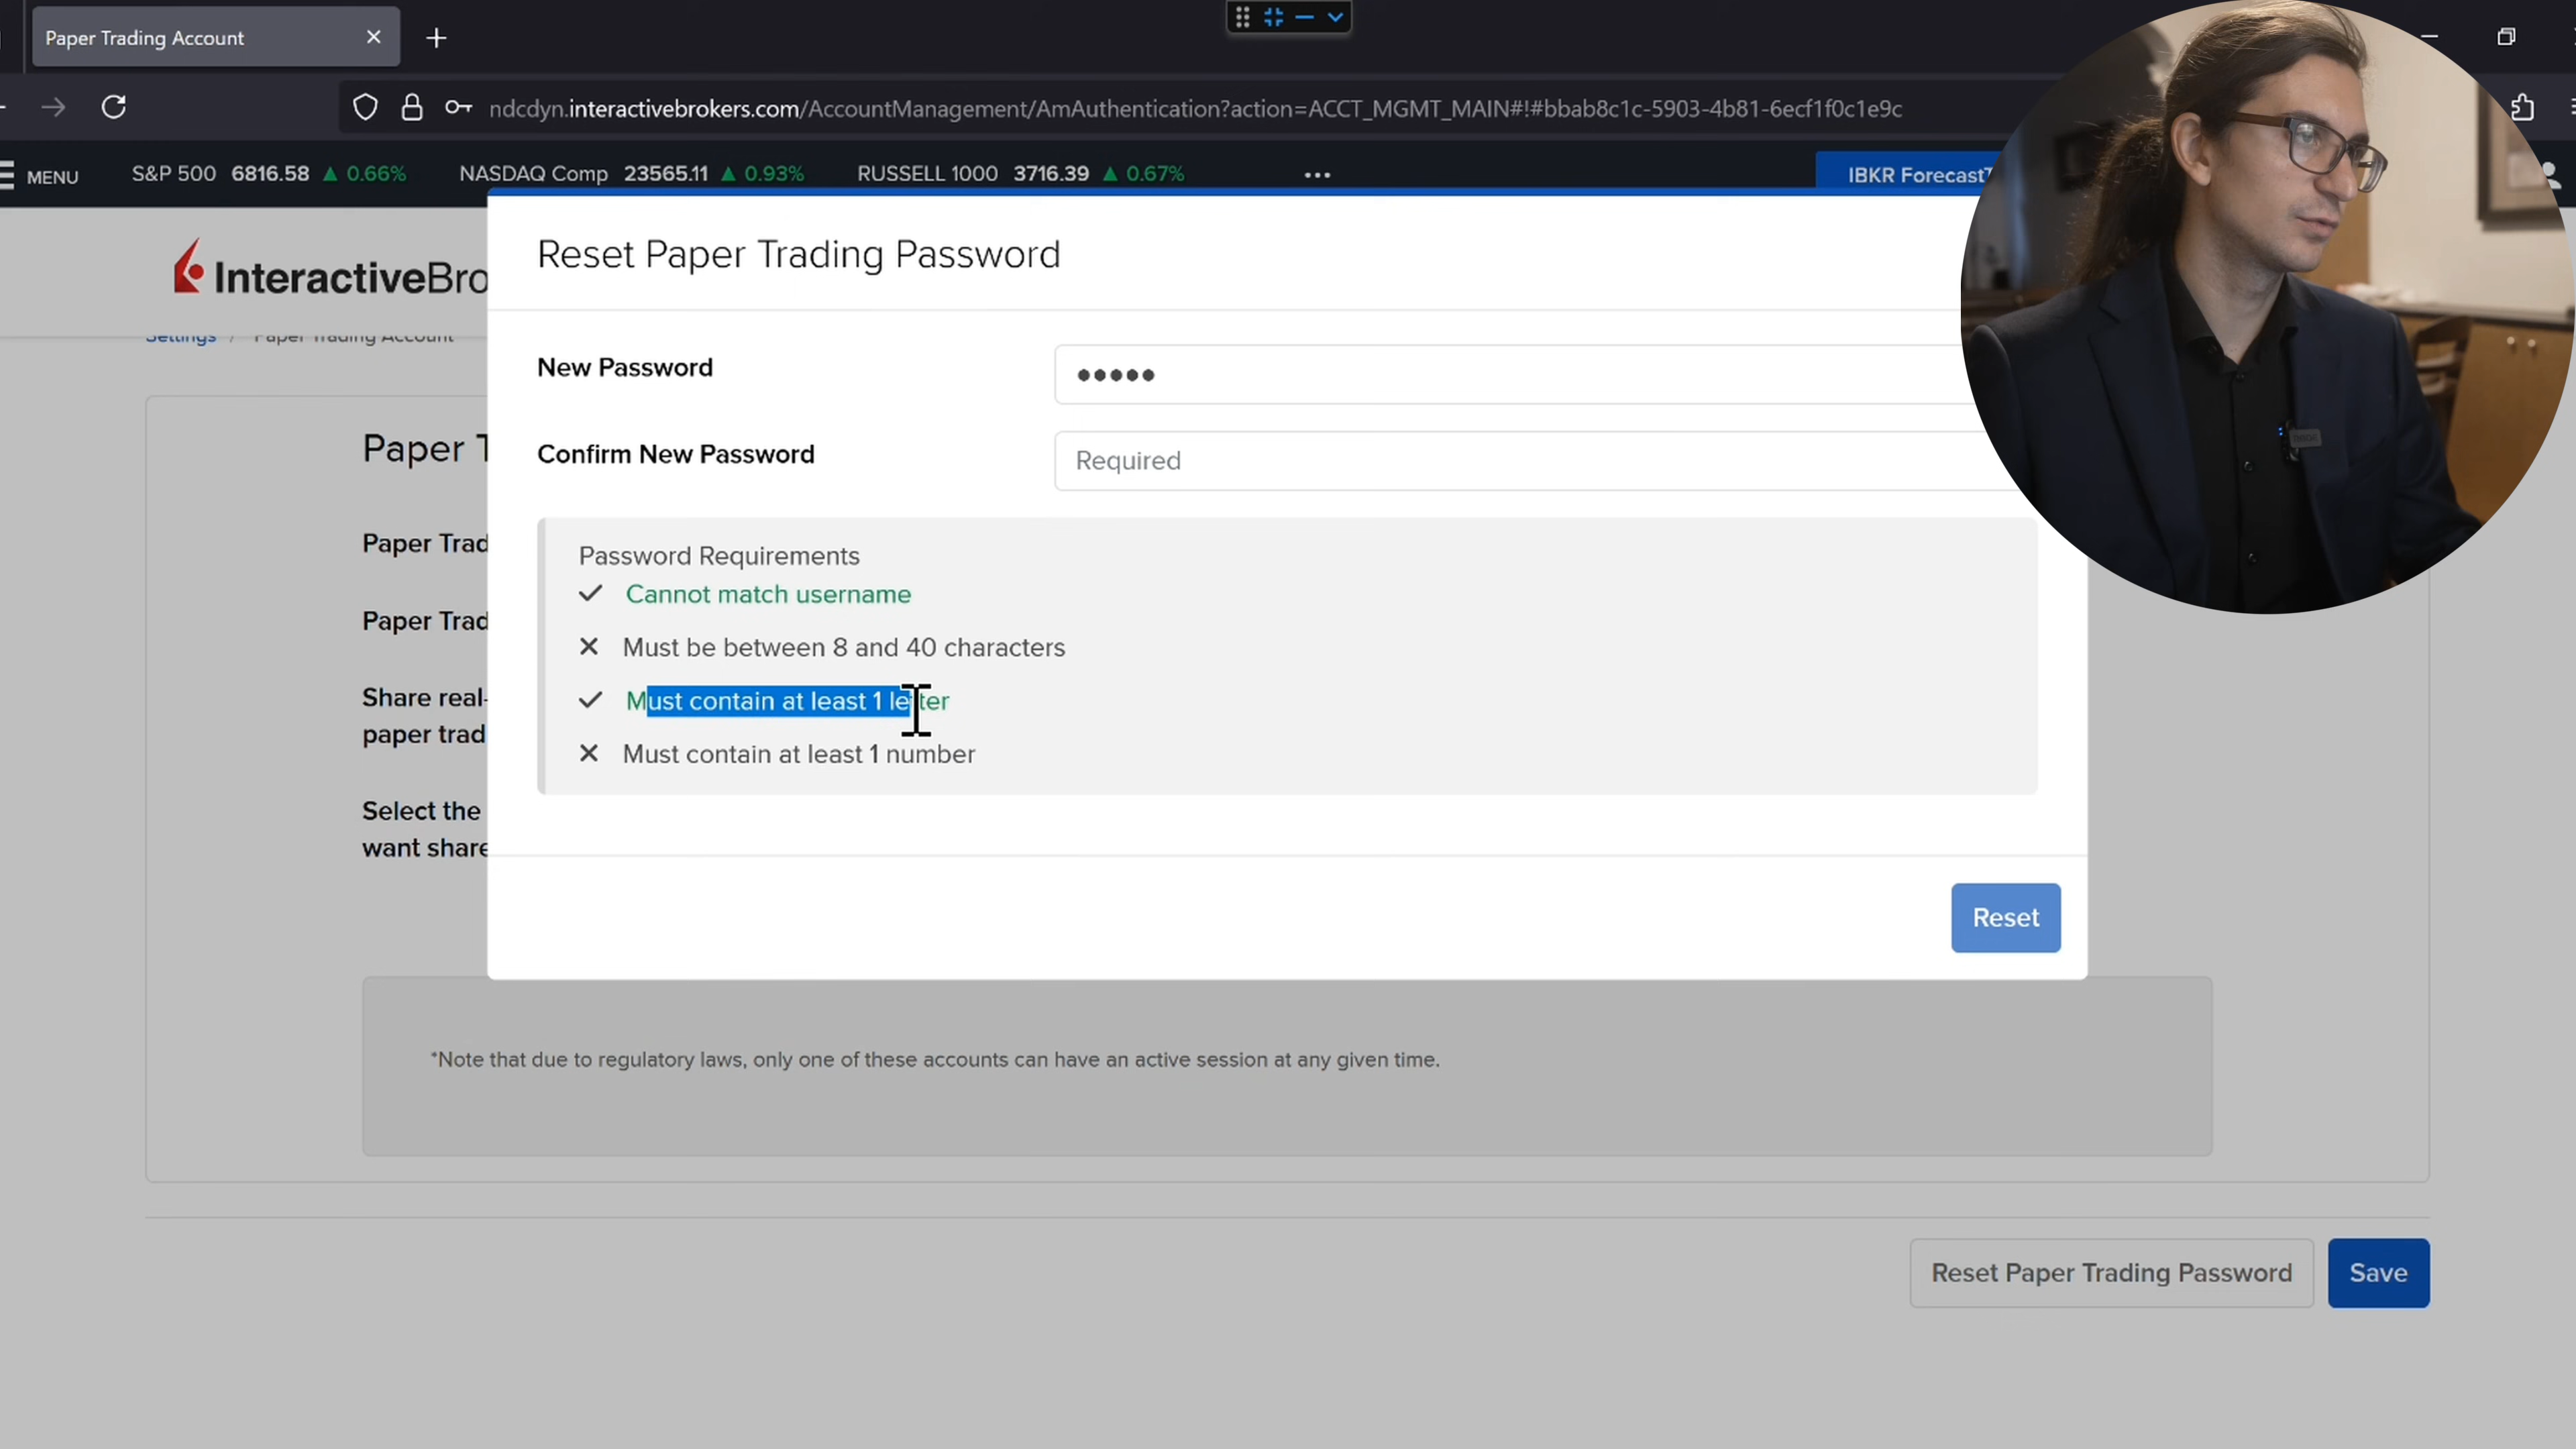 Paper Trading Account
ndcdyn.interactivebrokers.com/AccountManagement/AmAuthentication?action=ACCT_MGMT_MAIN#!#bbab8c1c-5903-4b81-6ecf1f0c1e9c
MENU S&P 500 6816.58 ▲ 0.66% NASDAQ Comp 23565.11 ▲ 0.93% RUSSELL 1000 3716.39 ▲ 0.67% ••• IBKR ForecastT
InteractiveBro
Settings / Paper Trading Account
Reset Paper Trading Password
New Password •••••
Confirm New Password Required
Password Requirements
✓ Cannot match username
✕ Must be between 8 and 40 characters
✓ Must contain at least 1 letter
✕ Must contain at least 1 number
Reset
Paper T
Paper Trad
Paper Trad
Share real-
paper trad
Select the
want share
*Note that due to regulatory laws, only one of these accounts can have an active session at any given time.
Reset Paper Trading Password Save